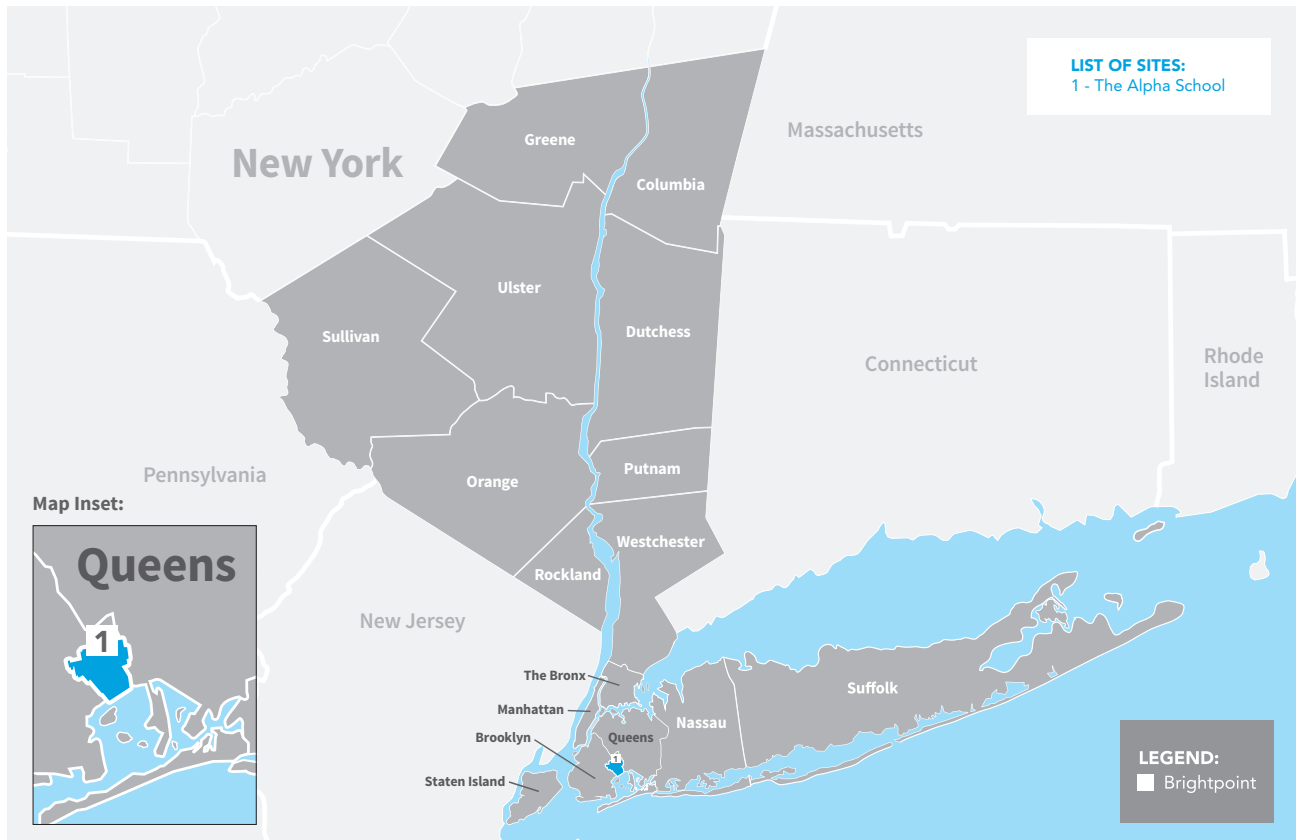 LIST OF SITES:
1 - The Alpha School
Massachusetts
Greene
New York
Columbia
Ulster
Sullivan
Dutchess
Connecticut
Rhode
Island
Pennsylvania
Putnam
Orange
Map Inset:
Westchester
Queens
Rockland
New Jersey
1
The Bronx
Suffolk
Manhattan
Nassau
Brooklyn
Queens
1
Staten Island
LEGEND:
Brightpoint